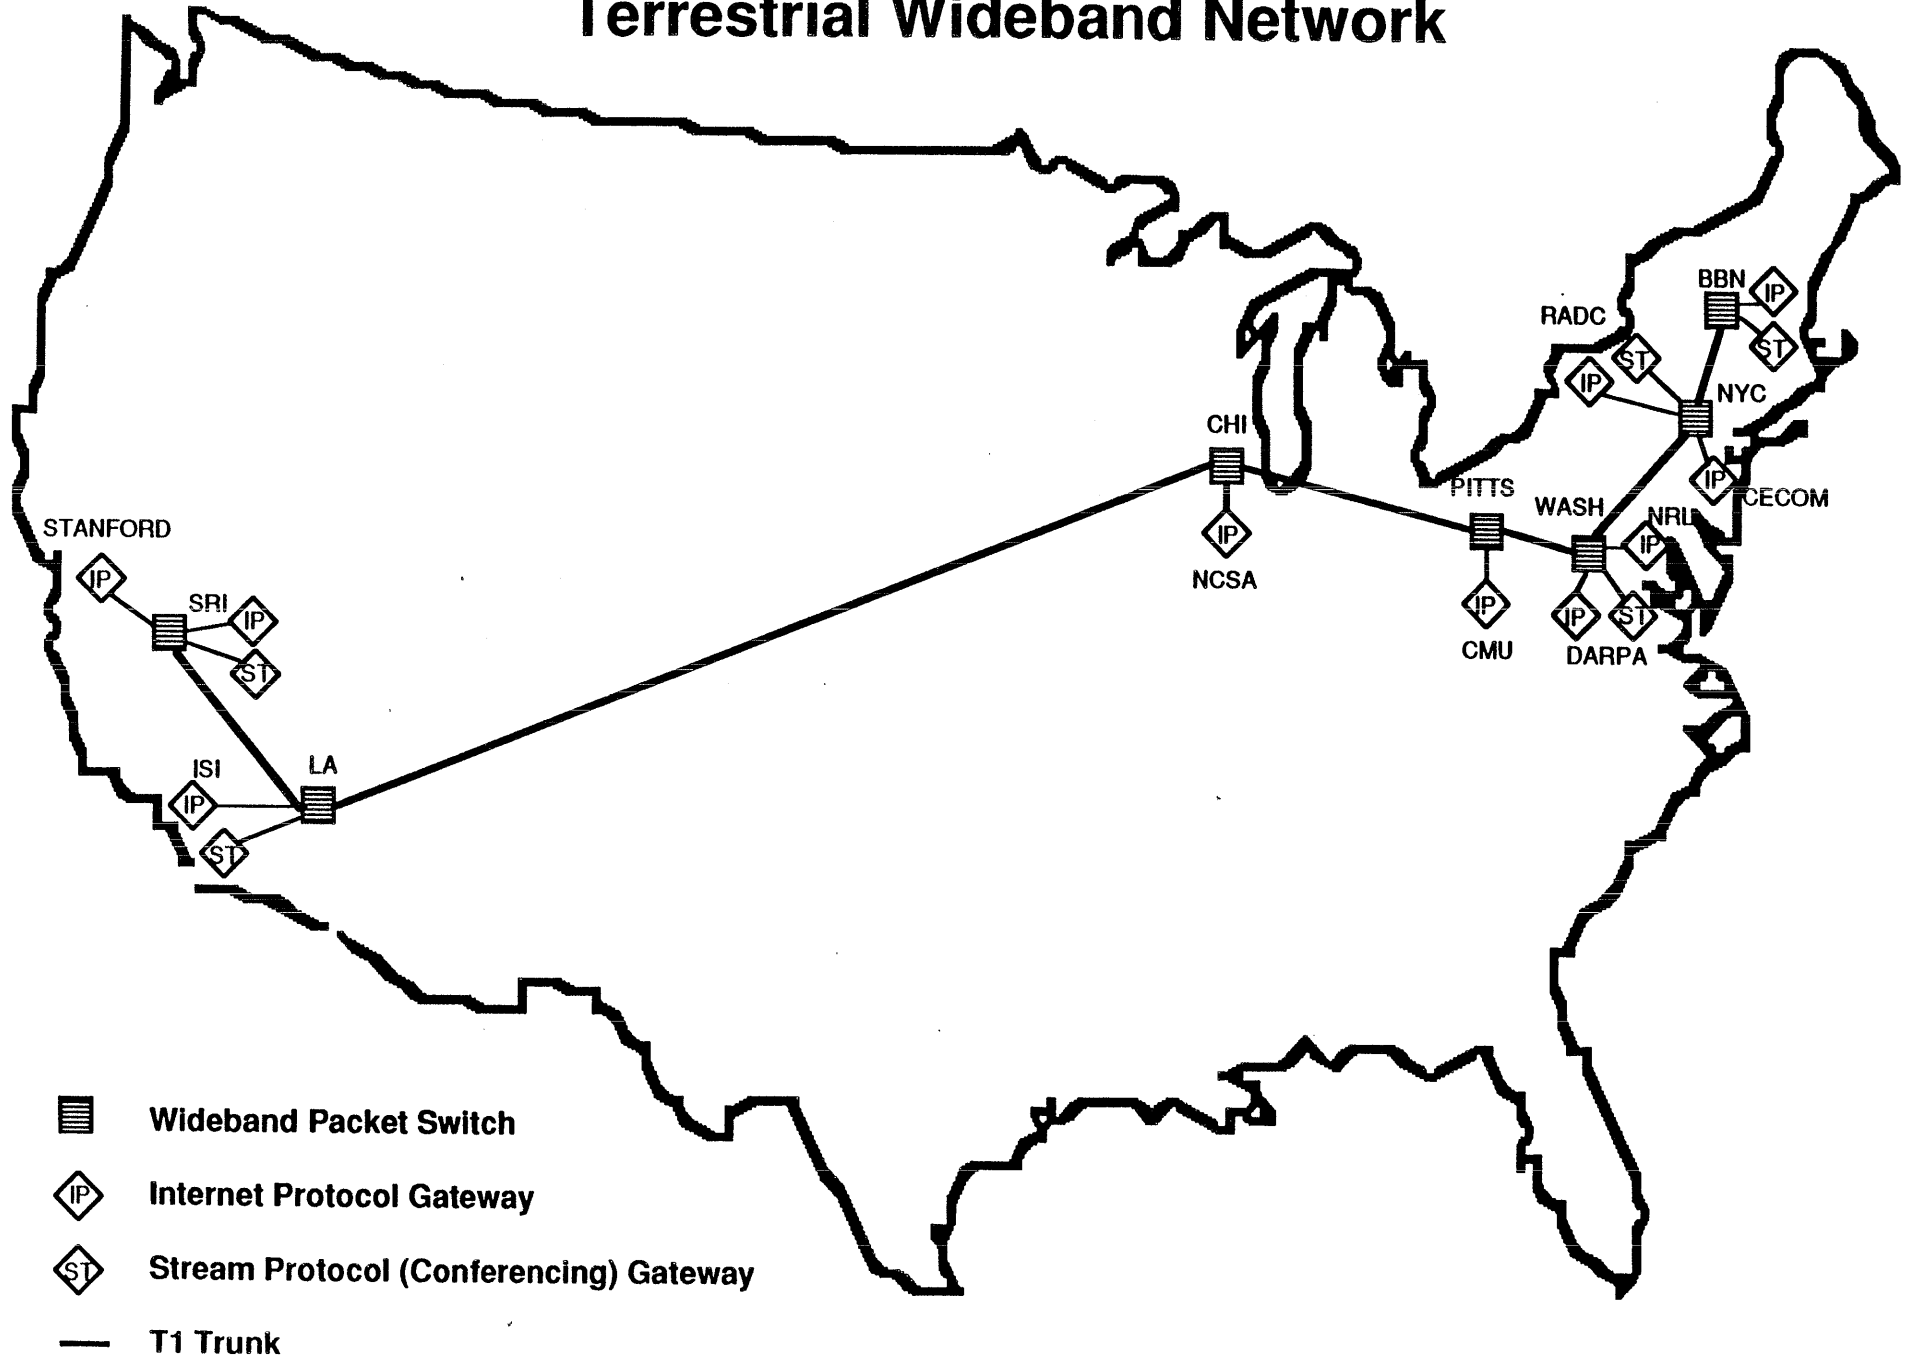 Terrestrial Wideband Network
BBN
IP
RADC
ST
ST
IP
NYC
CHI
IP
PITTS
WASH
CECOM
NRL
STANFORD
IP
IP
IP
NCSA
SRI
IP
IP
IP
ST
ST
CMU
DARPA
ISI
LA
IP
ST
Wideband Packet Switch
IP
Internet Protocol Gateway
ST
Stream Protocol (Conferencing) Gateway
T1 Trunk